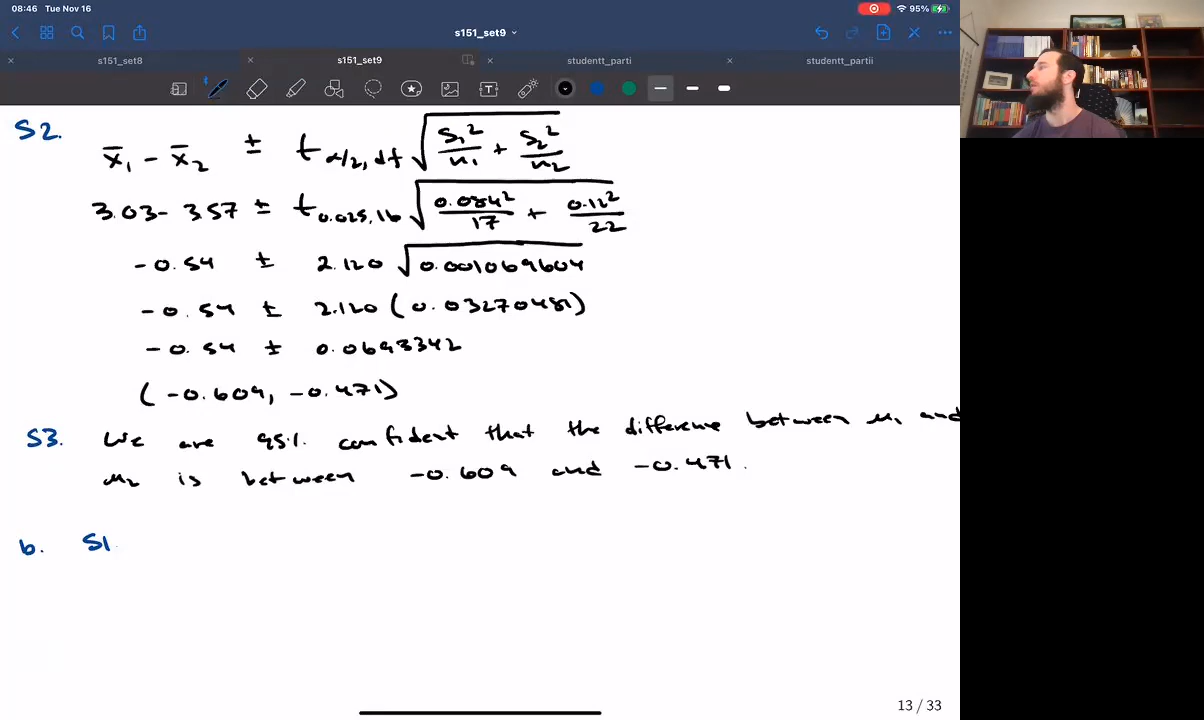 08:46 Tue Nov 16
95%
s151_set9
s151_set8
s151_set9
studentt_parti
studentt_partii
S2.
x̄₁ - x̄₂ ± t α/2, df √(s₁²/n₁ + s₂²/n₂)
3.03 - 3.57 ± t 0.025, 16 √(0.084²/17 + 0.12²/22)
-0.54 ± 2.120 √0.001069604
-0.54 ± 2.120 (0.03270481)
-0.54 ± 0.0693342
(-0.609, -0.471)
S3. We are 95% confident that the difference between μ₁ and
μ₂ is between -0.609 and -0.471.
b. S1.
13 / 33